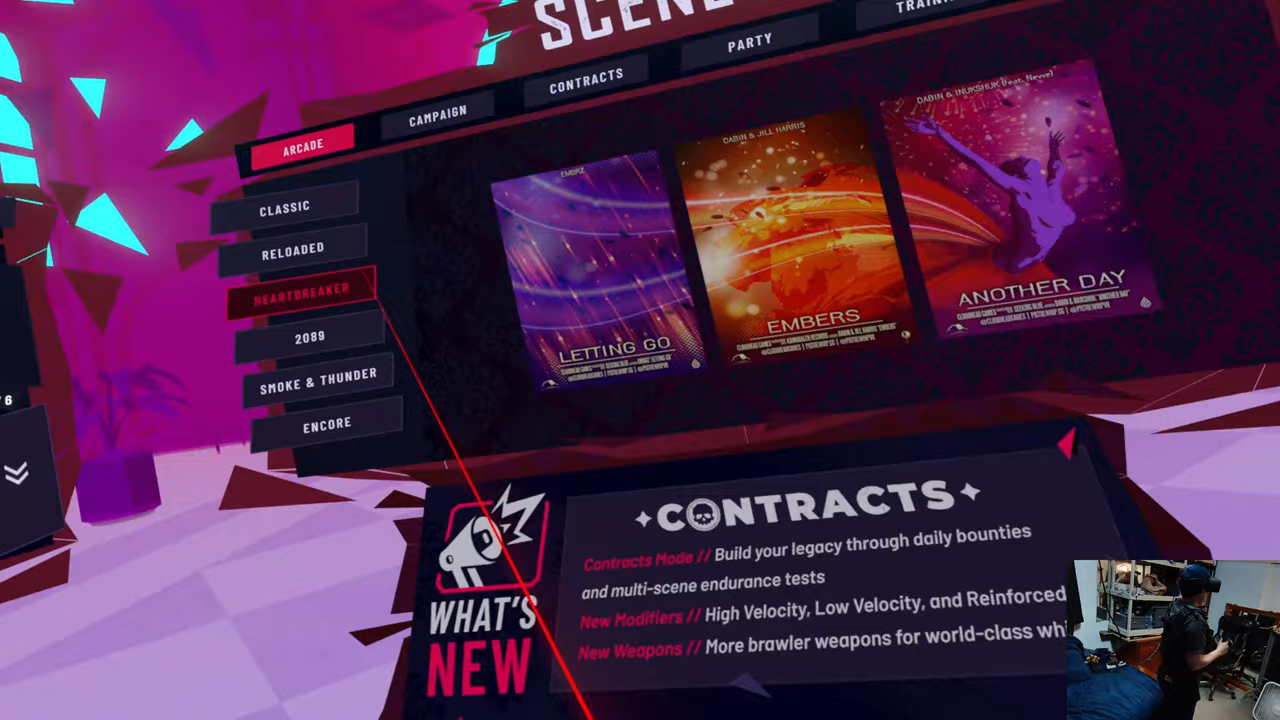 SCENE
ARCADE
CAMPAIGN
CONTRACTS
PARTY
CLASSIC
RELOADED
HEARTBREAKER
2089
SMOKE & THUNDER
ENCORE
EMBRZ
LETTING GO
DABIN & JILL HARRIS
EMBERS
DABIN & INUKSHUK (Feat. Nevve)
ANOTHER DAY
WHAT'S
NEW
CONTRACTS
Contracts Mode // Build your legacy through daily bounties
and multi-scene endurance tests
New Modifiers // High Velocity, Low Velocity, and Reinforced
New Weapons // More brawler weapons for world-class wh